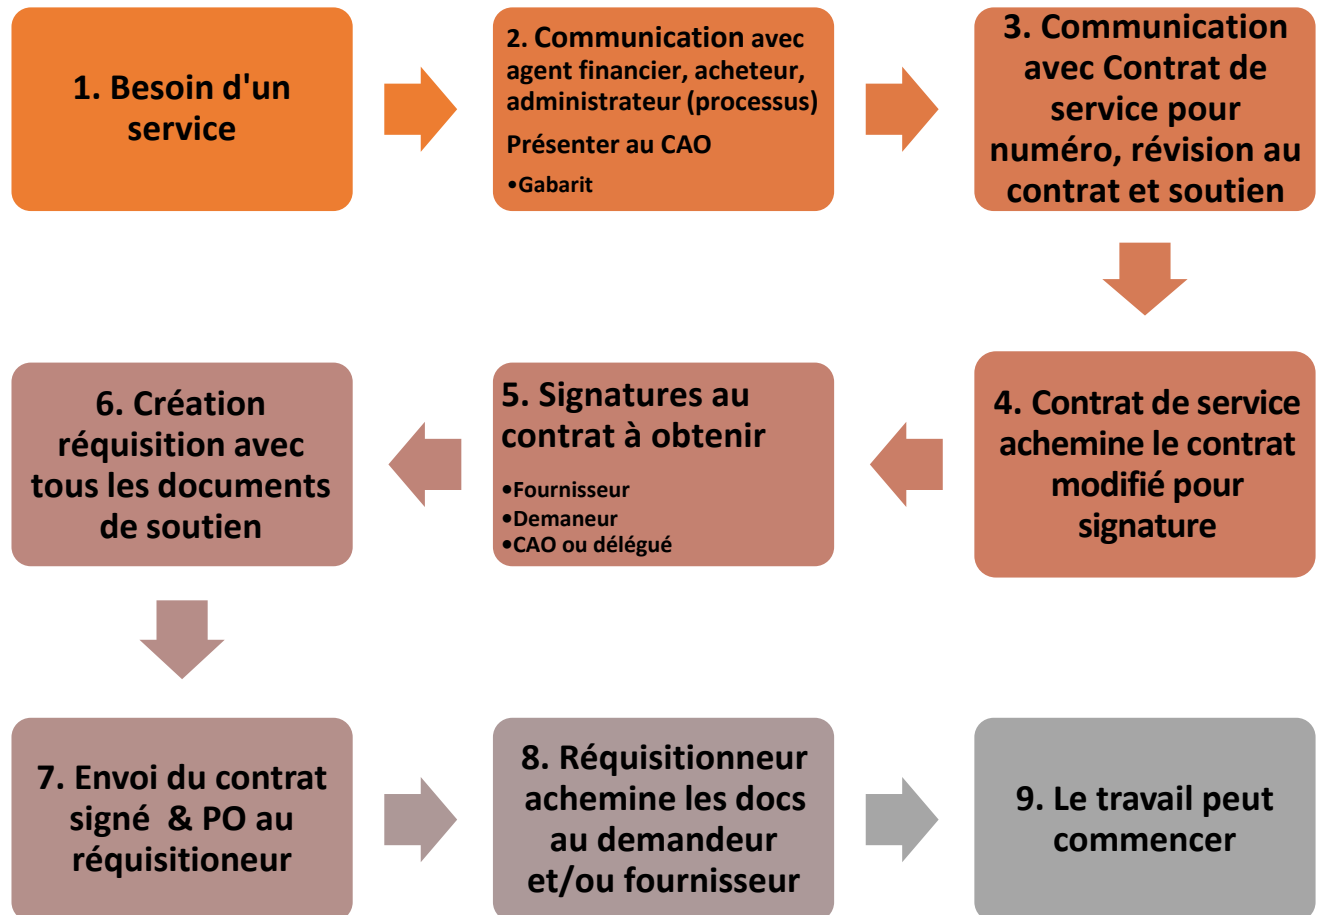 1. Besoin d'un
service
2. Communication avec
agent financier, acheteur,
administrateur (processus)
Présenter au CAO
•Gabarit
3. Communication
avec Contrat de
service pour
numéro, révision au
contrat et soutien
4. Contrat de service
achemine le contrat
modifié pour
signature
5. Signatures au
contrat à obtenir
•Fournisseur
•Demaneur
•CAO ou délégué
6. Création
réquisition avec
tous les documents
de soutien
7. Envoi du contrat
signé & PO au
réquisitioneur
8. Réquisitionneur
achemine les docs
au demandeur
et/ou fournisseur
9. Le travail peut
commencer